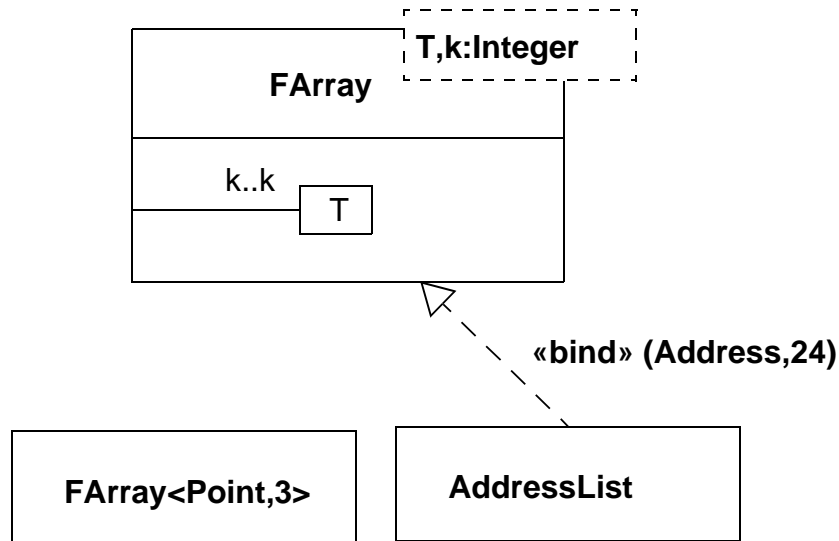 T,k:Integer
FArray
k..k
T
«bind» (Address,24)
FArray<Point,3>
AddressList